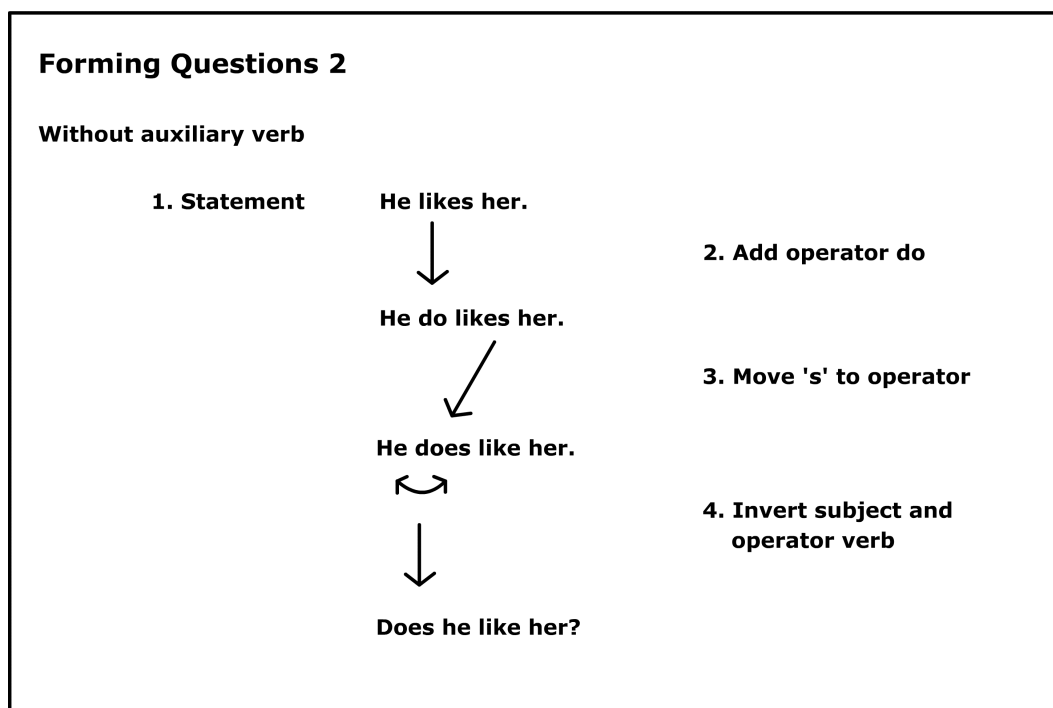 Forming Questions 2
Without auxiliary verb
1. Statement He likes her.
2. Add operator do
He do likes her.
3. Move 's' to operator
He does like her.
4. Invert subject and
operator verb
Does he like her?